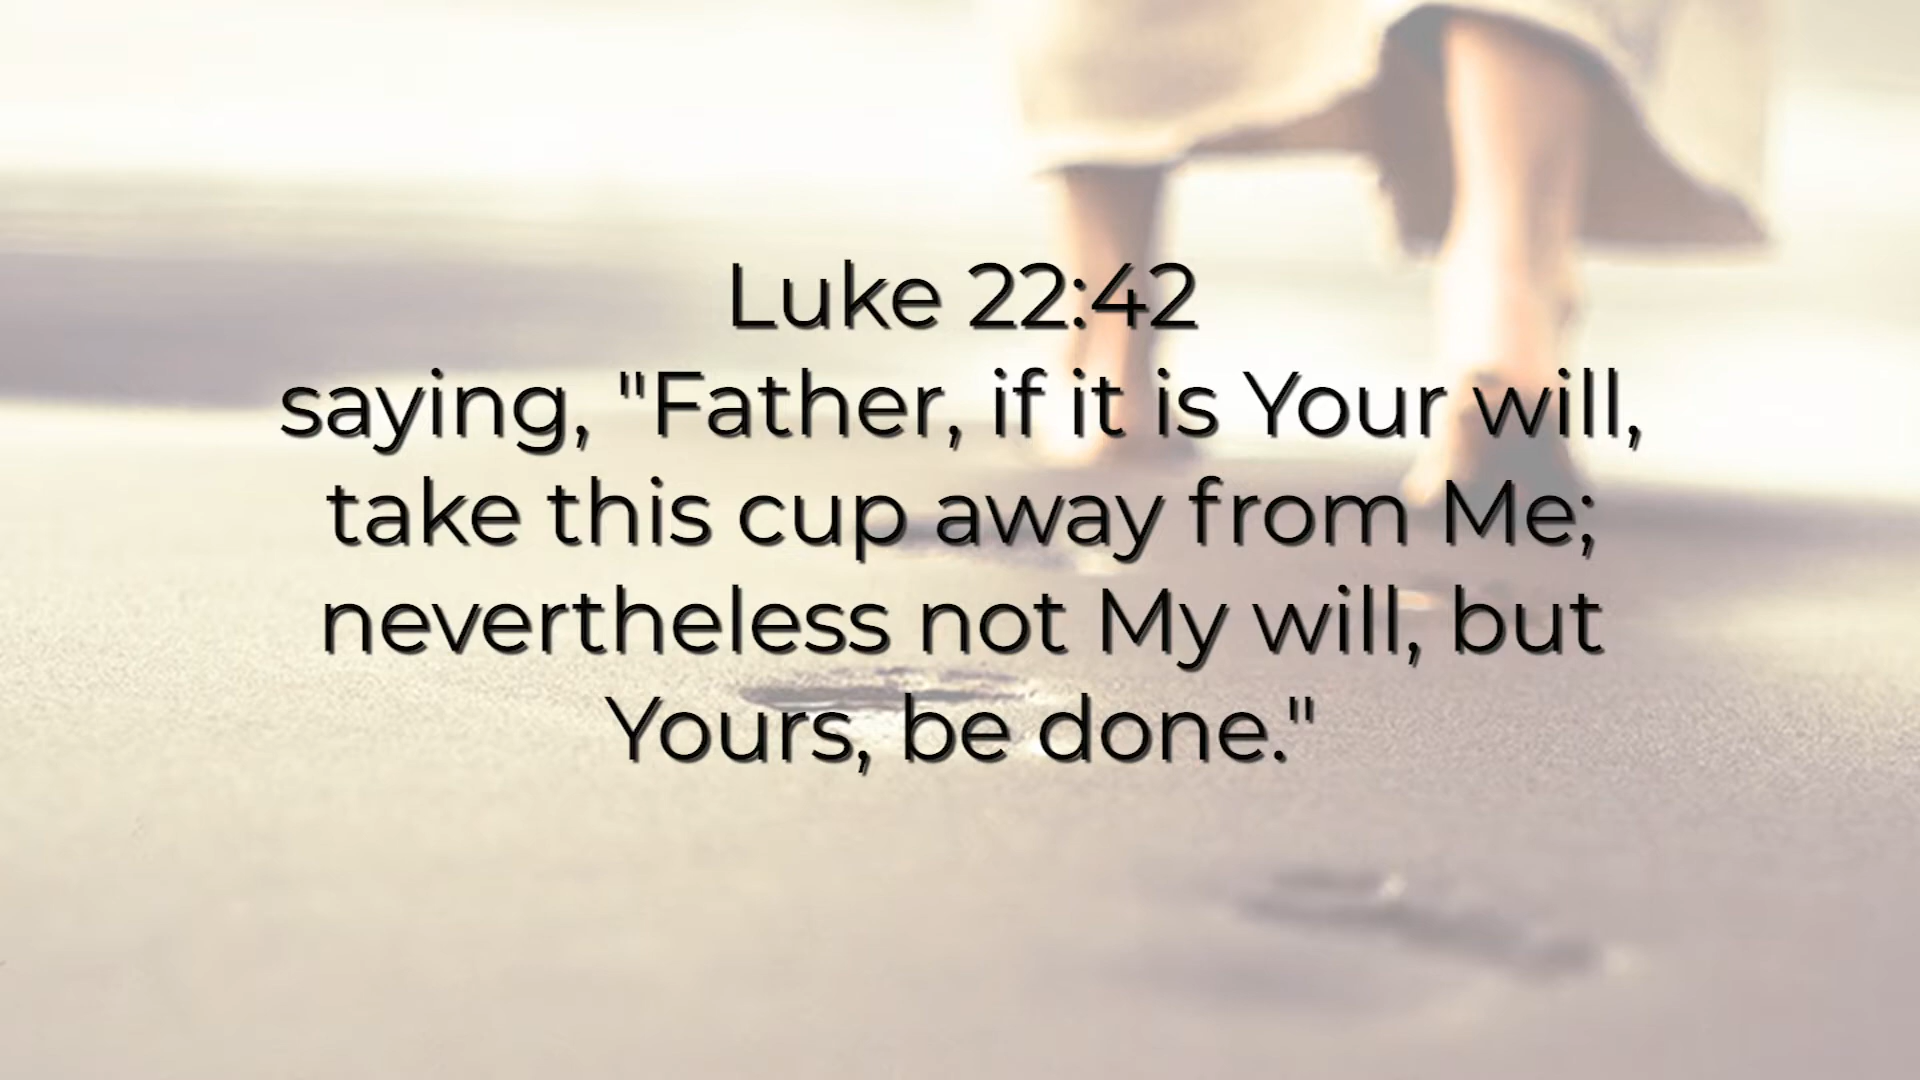 Luke 22:42
saying, "Father, if it is Your will,
take this cup away from Me;
nevertheless not My will, but
Yours, be done."